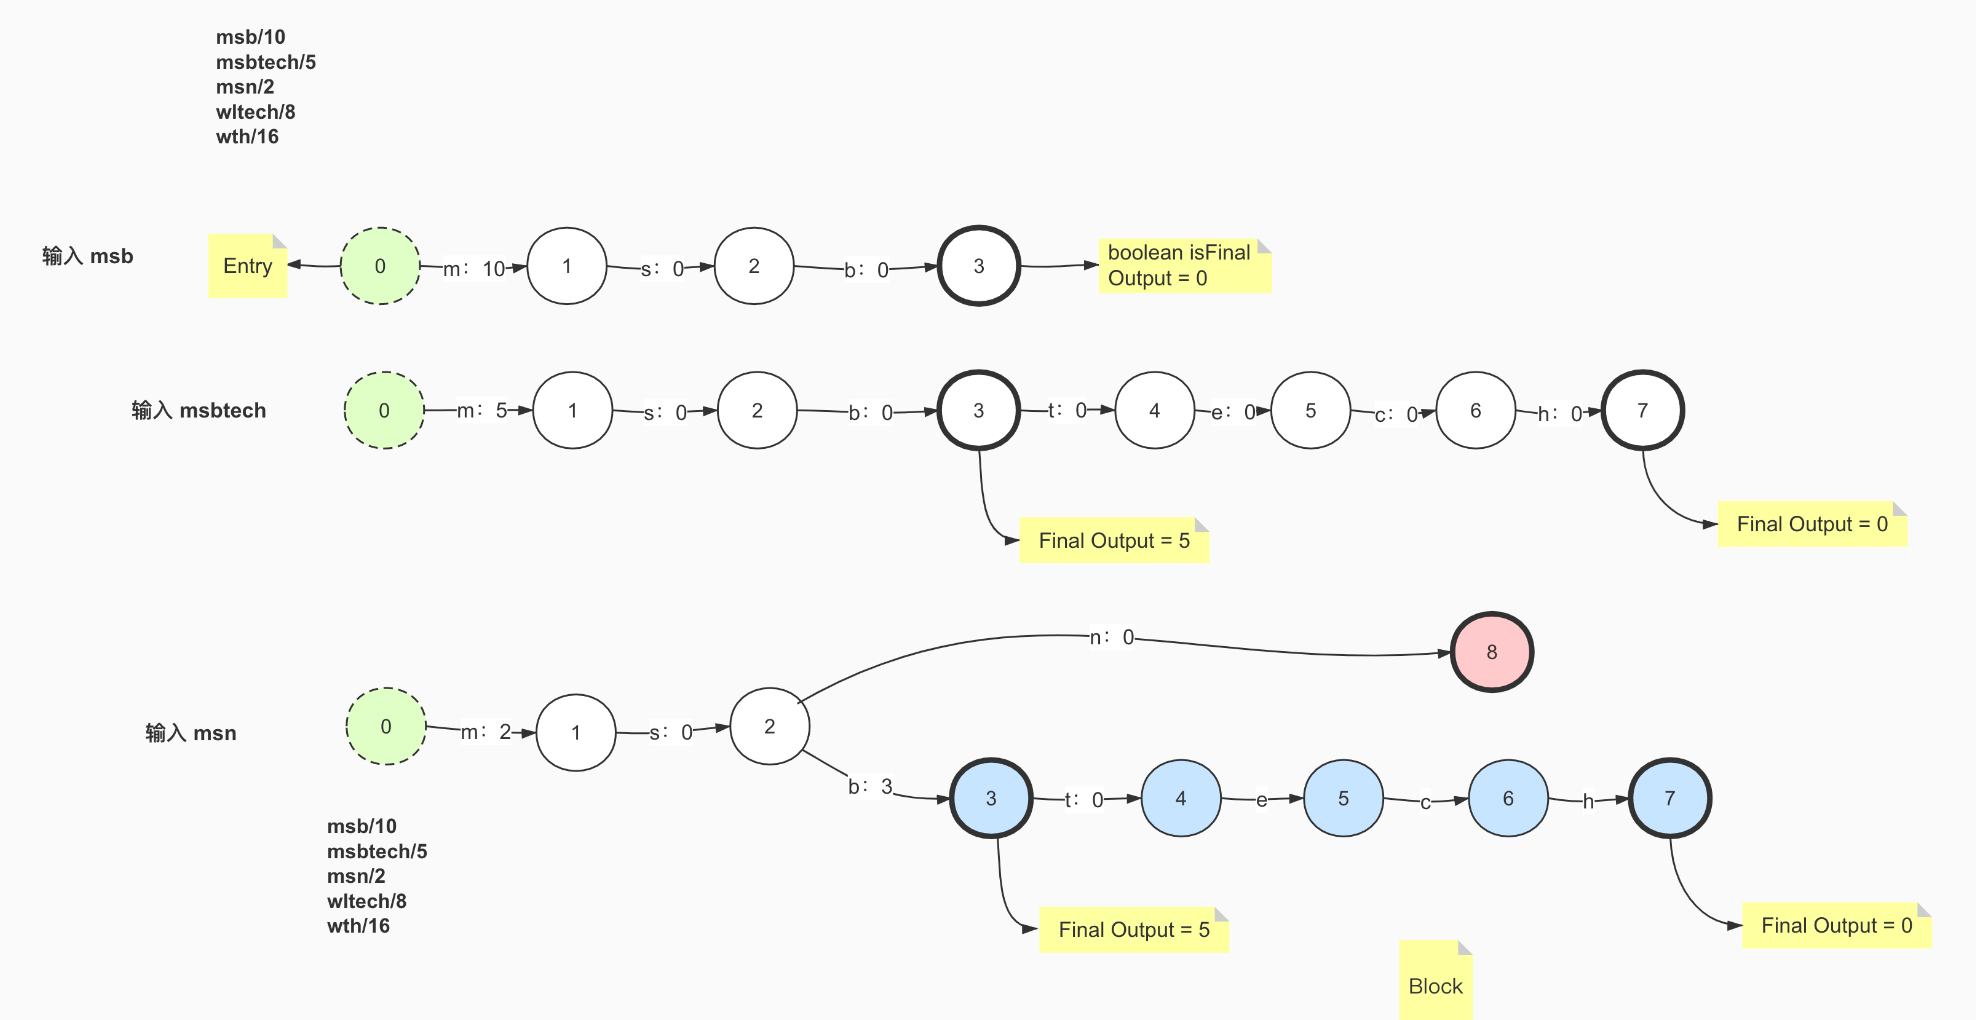 msb/10
msbtech/5
msn/2
wltech/8
wth/16
输入 msb
Entry
0
m：10
1
s：0
2
b：0
3
boolean isFinal
Output = 0
输入 msbtech
0
m：5
1
s：0
2
b：0
3
t：0
4
e：0
5
c：0
6
h：0
7
Final Output = 5
Final Output = 0
输入 msn
0
m：2
1
s：0
2
n：0
8
b：3
3
t：0
4
e
5
c
6
h
7
msb/10
msbtech/5
msn/2
wltech/8
wth/16
Final Output = 5
Final Output = 0
Block